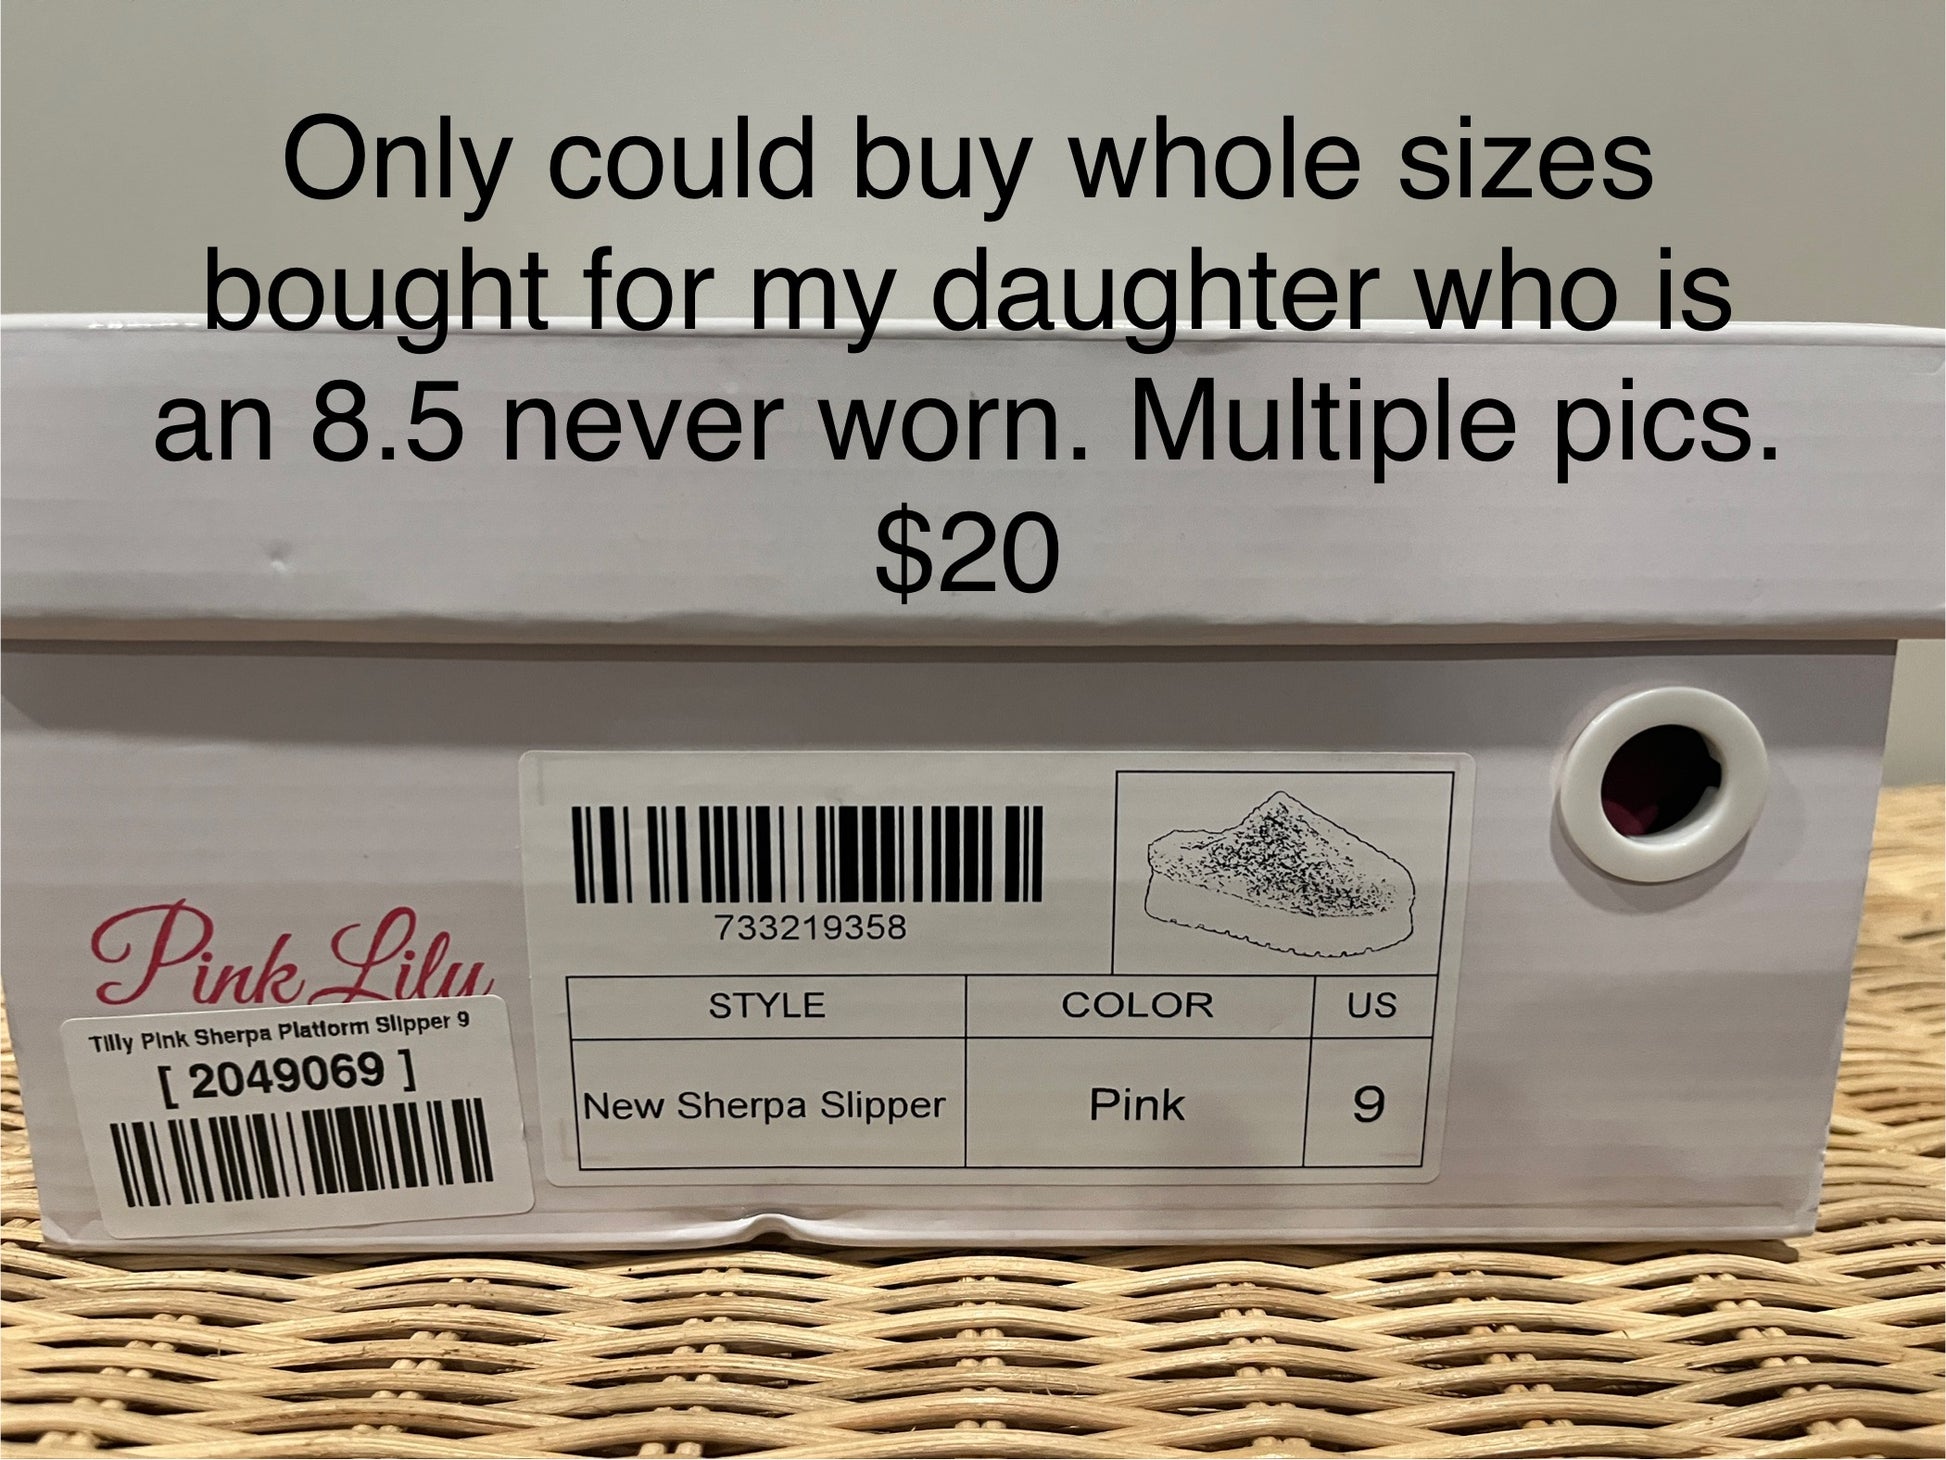 Only could buy whole sizes
bought for my daughter who is
an 8.5 never worn. Multiple pics.
$20
733219358
Pink Lily
STYLE COLOR US
New Sherpa Slipper Pink 9
Tilly Pink Sherpa Platform Slipper 9
[ 2049069 ]